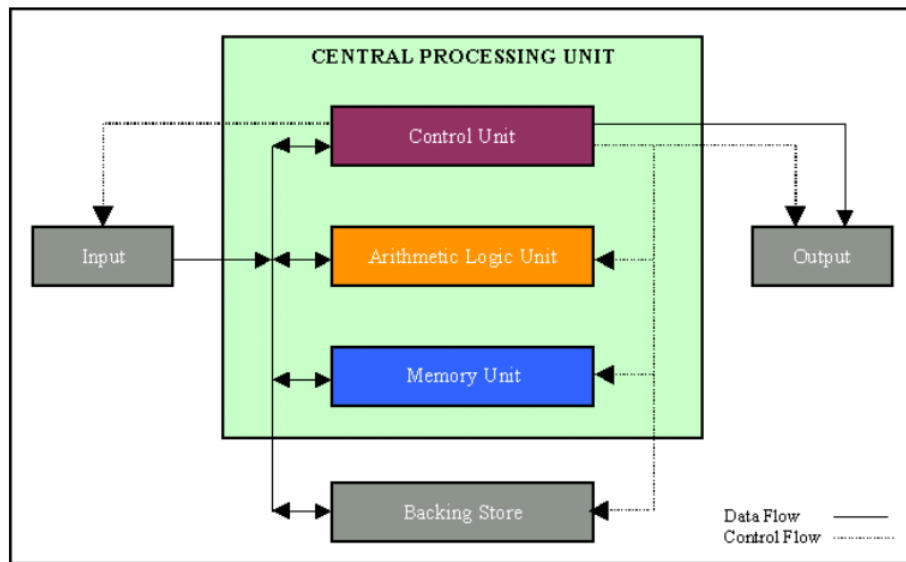 CENTRAL PROCESSING UNIT
Control Unit
Input
Arithmetic Logic Unit
Output
Memory Unit
Backing Store
Data Flow
Control Flow